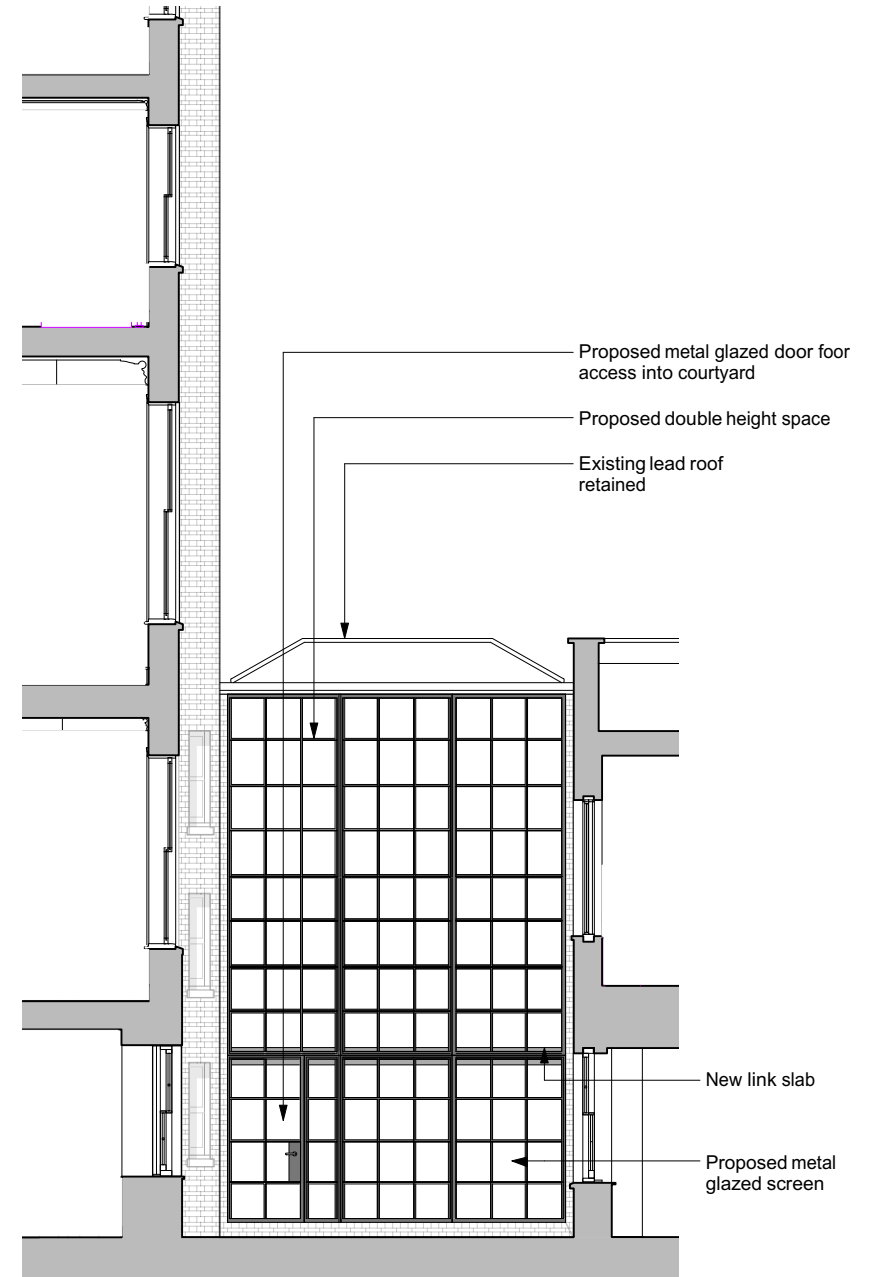 Proposed metal glazed door foor
access into courtyard
Proposed double height space
Existing lead roof
retained
New link slab
Proposed metal
glazed screen